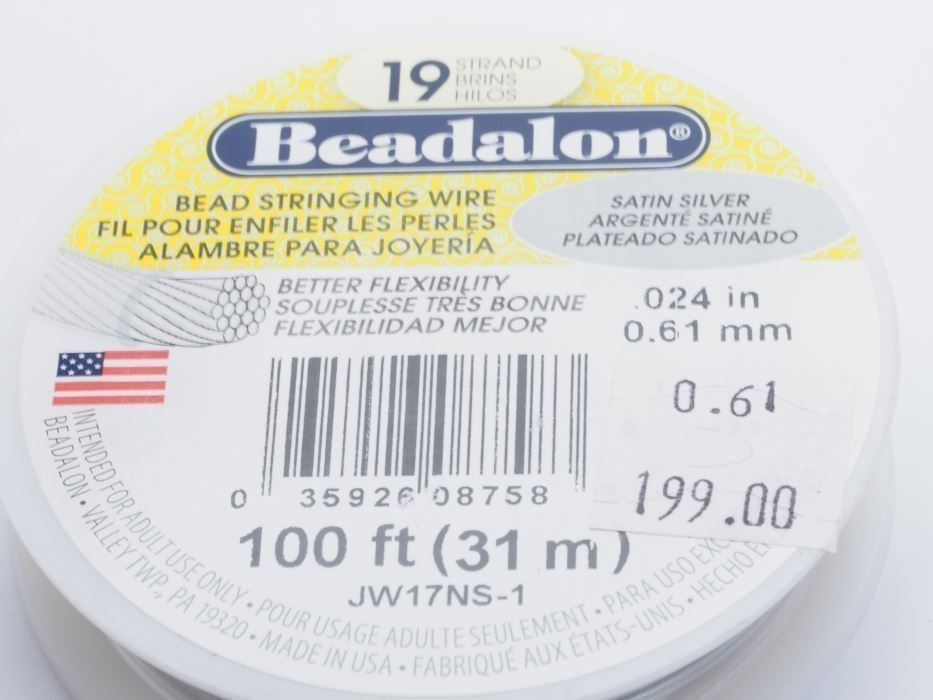 19 STRAND
BRINS
HILOS
Beadalon®
BEAD STRINGING WIRE
FIL POUR ENFILER LES PERLES
ALAMBRE PARA JOYERÍA
SATIN SILVER
ARGENTÉ SATINÉ
PLATEADO SATINADO
BETTER FLEXIBILITY
SOUPLESSE TRÈS BONNE
FLEXIBILIDAD MEJOR
.024 in
0.61 mm
0.61
199.00
0 35926 08758
100 ft (31 m)
JW17NS-1
INTENDED FOR ADULT USE ONLY • POUR USAGE ADULTE SEULEMENT • PARA USO
BEADALON • VALLEY TWP., PA 19320 • MADE IN USA • FABRIQUÉ AUX ÉTATS-UNIS • HECHO